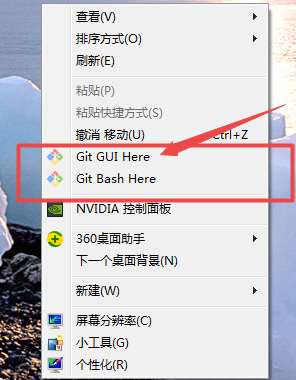 查看(V)
排序方式(O)
刷新(E)
粘贴(P)
粘贴快捷方式(S)
撤消 移动(U) Ctrl+Z
Git GUI Here
Git Bash Here
NVIDIA 控制面板
360桌面助手
下一个桌面背景(N)
新建(W)
屏幕分辨率(C)
小工具(G)
个性化(R)